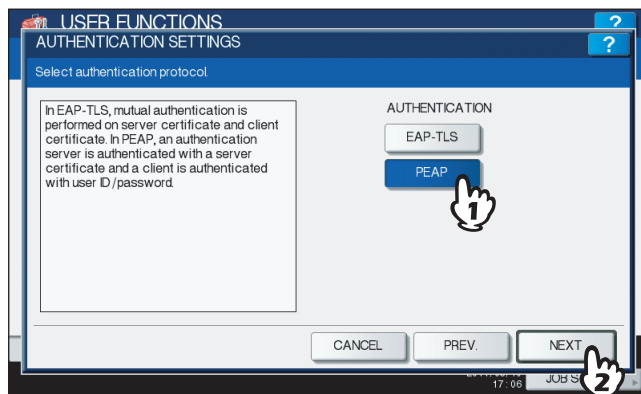 USER FUNCTIONS
?
AUTHENTICATION SETTINGS
?
Select authentication protocol.
In EAP-TLS, mutual authentication is
performed on server certificate and client
certificate. In PEAP, an authentication
server is authenticated with a server
certificate and a client is authenticated
with user ID/password.
AUTHENTICATION
EAP-TLS
PEAP
1
CANCEL
PREV.
NEXT
2
17:06
JOB S